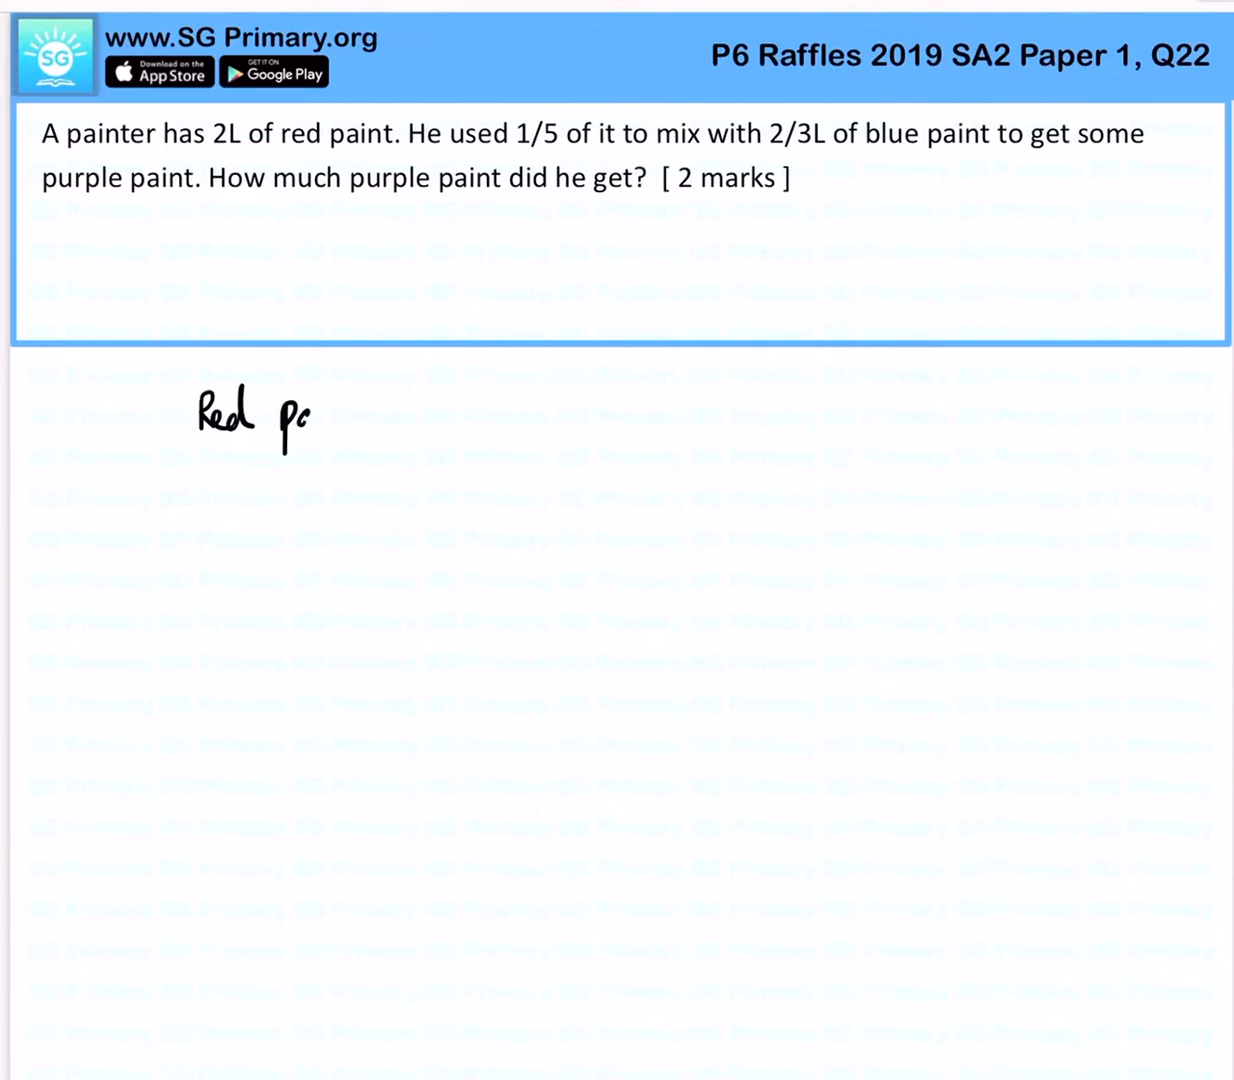 www.SG Primary.org
SG
Download on the
App Store
GET IT ON
Google Play
P6 Raffles 2019 SA2 Paper 1, Q22
A painter has 2L of red paint. He used 1/5 of it to mix with 2/3L of blue paint to get some
purple paint. How much purple paint did he get? [ 2 marks ]
Red pa